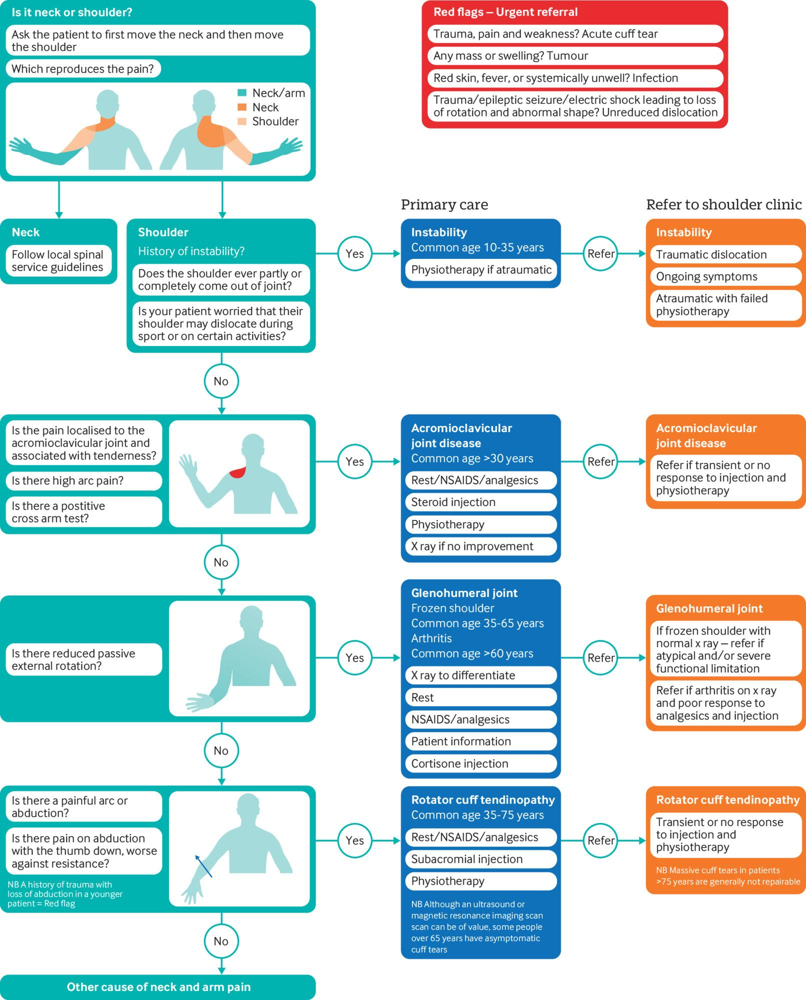 Is it neck or shoulder?
Ask the patient to first move the neck and then move
the shoulder
Which reproduces the pain?
Neck/arm
Neck
Shoulder
Red flags – Urgent referral
Trauma, pain and weakness? Acute cuff tear
Any mass or swelling? Tumour
Red skin, fever, or systemically unwell? Infection
Trauma/epileptic seizure/electric shock leading to loss
of rotation and abnormal shape? Unreduced dislocation
Primary care
Refer to shoulder clinic
Neck
Follow local spinal
service guidelines
Shoulder
History of instability?
Does the shoulder ever partly or
completely come out of joint?
Is your patient worried that their
shoulder may dislocate during
sport or on certain activities?
Yes
Instability
Common age 10-35 years
Physiotherapy if atraumatic
Refer
Instability
Traumatic dislocation
Ongoing symptoms
Atraumatic with failed
physiotherapy
No
Is the pain localised to the
acromioclavicular joint and
associated with tenderness?
Is there high arc pain?
Is there a postitive
cross arm test?
Yes
Acromioclavicular
joint disease
Common age >30 years
Rest/NSAIDS/analgesics
Steroid injection
Physiotherapy
X ray if no improvement
Refer
Acromioclavicular
joint disease
Refer if transient or no
response to injection and
physiotherapy
No
Is there reduced passive
external rotation?
Yes
Glenohumeral joint
Frozen shoulder
Common age 35-65 years
Arthritis
Common age >60 years
X ray to differentiate
Rest
NSAIDS/analgesics
Patient information
Cortisone injection
Refer
Glenohumeral joint
If frozen shoulder with
normal x ray – refer if
atypical and/or severe
functional limitation
Refer if arthritis on x ray
and poor response to
analgesics and injection
No
Is there a painful arc or
abduction?
Is there pain on abduction
with the thumb down, worse
against resistance?
NB A history of trauma with
loss of abduction in a younger
patient = Red flag
Yes
Rotator cuff tendinopathy
Common age 35-75 years
Rest/NSAIDS/analgesics
Subacromial injection
Physiotherapy
NB Although an ultrasound or
magnetic resonance imaging scan
scan can be of value, some people
over 65 years have asymptomatic
cuff tears
Refer
Rotator cuff tendinopathy
Transient or no response
to injection and
physiotherapy
NB Massive cuff tears in patients
>75 years are generally not repairable
No
Other cause of neck and arm pain